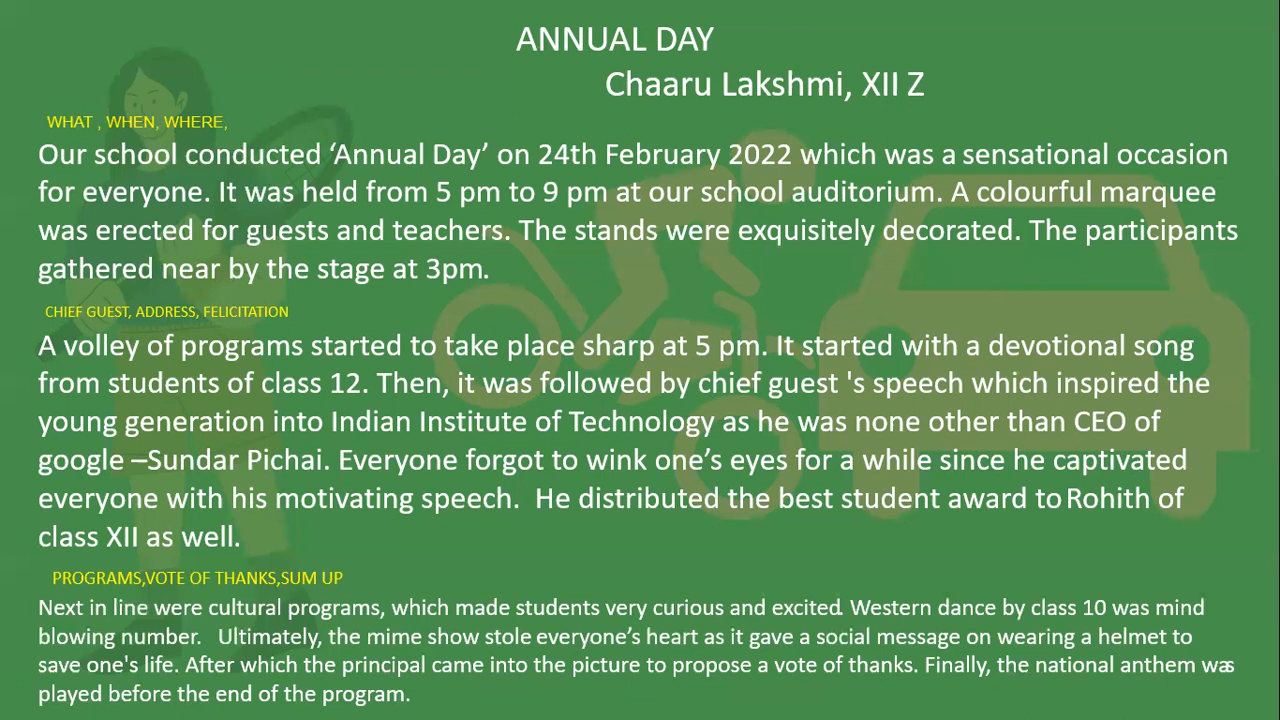 ANNUAL DAY
Chaaru Lakshmi, XII Z
WHAT , WHEN, WHERE,
Our school conducted ‘Annual Day’ on 24th February 2022 which was a sensational occasion
for everyone. It was held from 5 pm to 9 pm at our school auditorium. A colourful marquee
was erected for guests and teachers. The stands were exquisitely decorated. The participants
gathered near by the stage at 3pm.
CHIEF GUEST, ADDRESS, FELICITATION
A volley of programs started to take place sharp at 5 pm. It started with a devotional song
from students of class 12. Then, it was followed by chief guest 's speech which inspired the
young generation into Indian Institute of Technology as he was none other than CEO of
google –Sundar Pichai. Everyone forgot to wink one’s eyes for a while since he captivated
everyone with his motivating speech.  He distributed the best student award to Rohith of
class XII as well.
PROGRAMS,VOTE OF THANKS,SUM UP
Next in line were cultural programs, which made students very curious and excited. Western dance by class 10 was mind
blowing number.   Ultimately, the mime show stole everyone’s heart as it gave a social message on wearing a helmet to
save one's life. After which the principal came into the picture to propose a vote of thanks. Finally, the national anthem was
played before the end of the program.